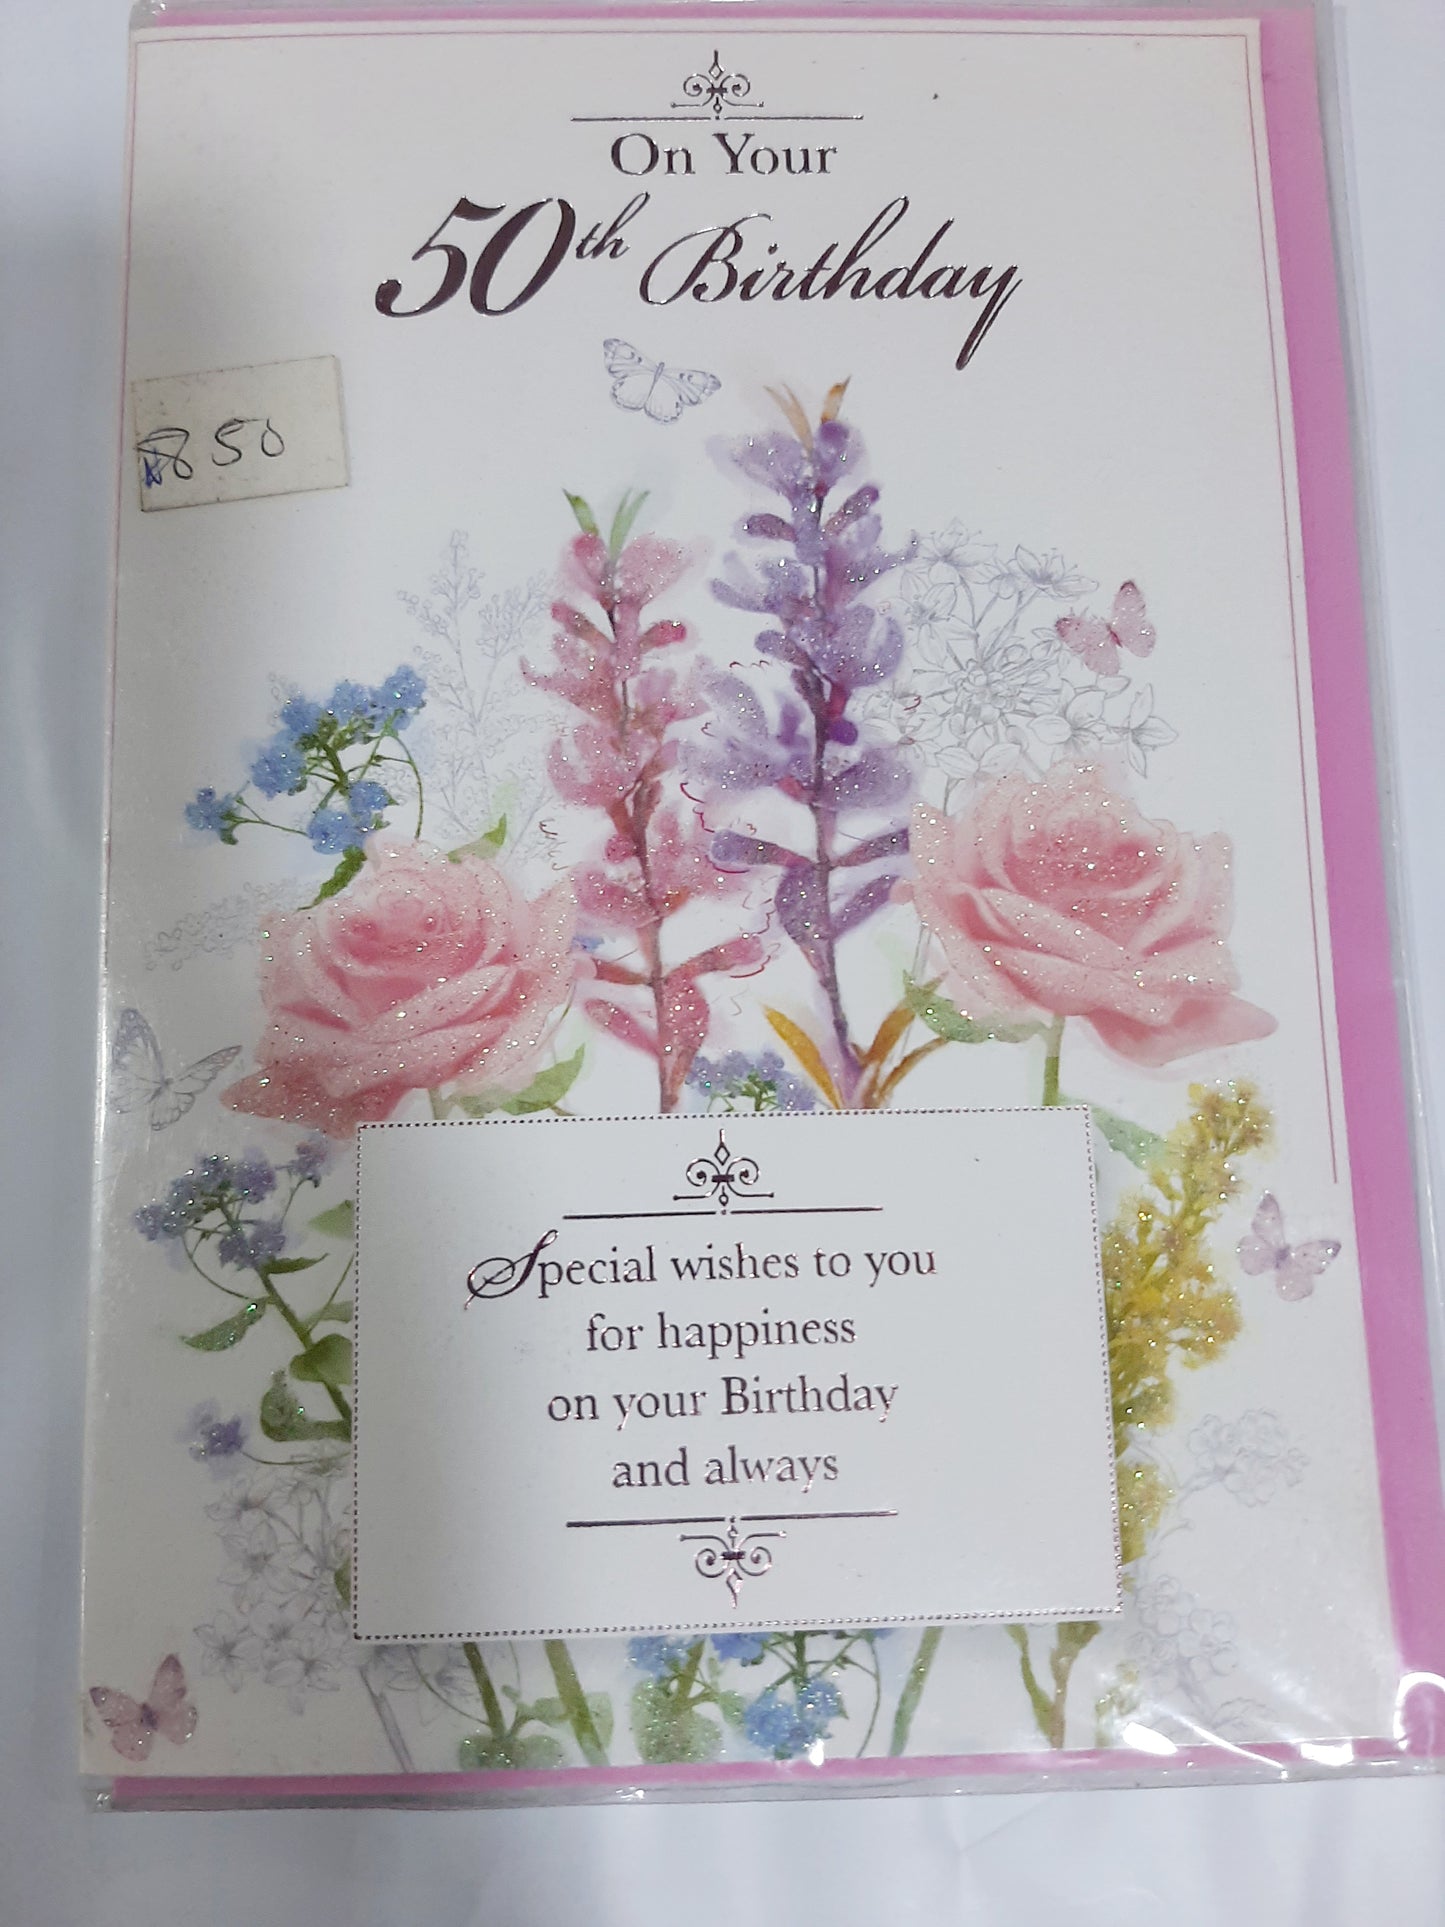 On Your
50th Birthday
850
Special wishes to you
for happiness
on your Birthday
and always